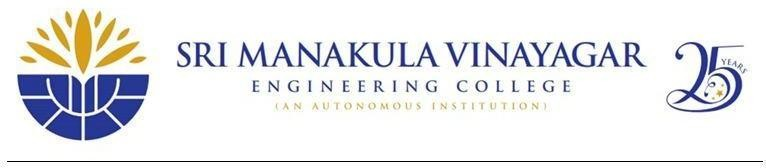 SRI MANAKULA VINAYAGAR
ENGINEERING COLLEGE
(AN AUTONOMOUS INSTITUTION)
25 YEARS